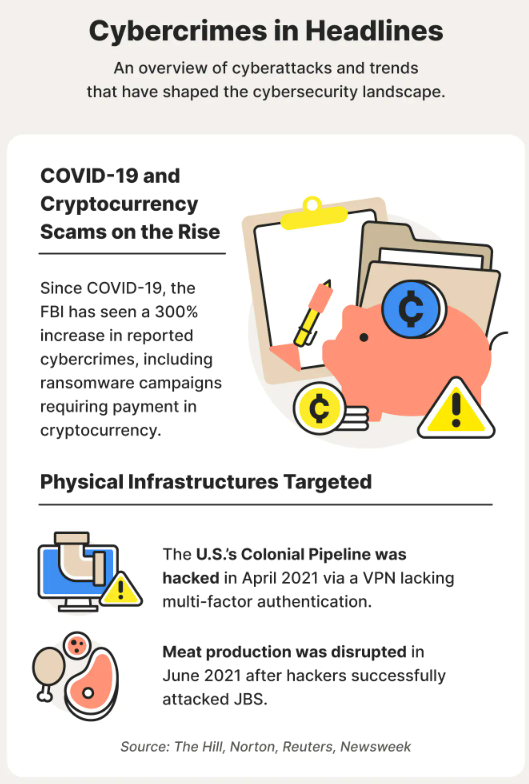 Cybercrimes in Headlines
An overview of cyberattacks and trends
that have shaped the cybersecurity landscape.
COVID-19 and
Cryptocurrency
Scams on the Rise
Since COVID-19, the
FBI has seen a 300%
increase in reported
cybercrimes, including
ransomware campaigns
requiring payment in
cryptocurrency.
¢
¢
!
Physical Infrastructures Targeted
!
The U.S.'s Colonial Pipeline was
hacked in April 2021 via a VPN lacking
multi-factor authentication.
Meat production was disrupted in
June 2021 after hackers successfully
attacked JBS.
Source: The Hill, Norton, Reuters, Newsweek